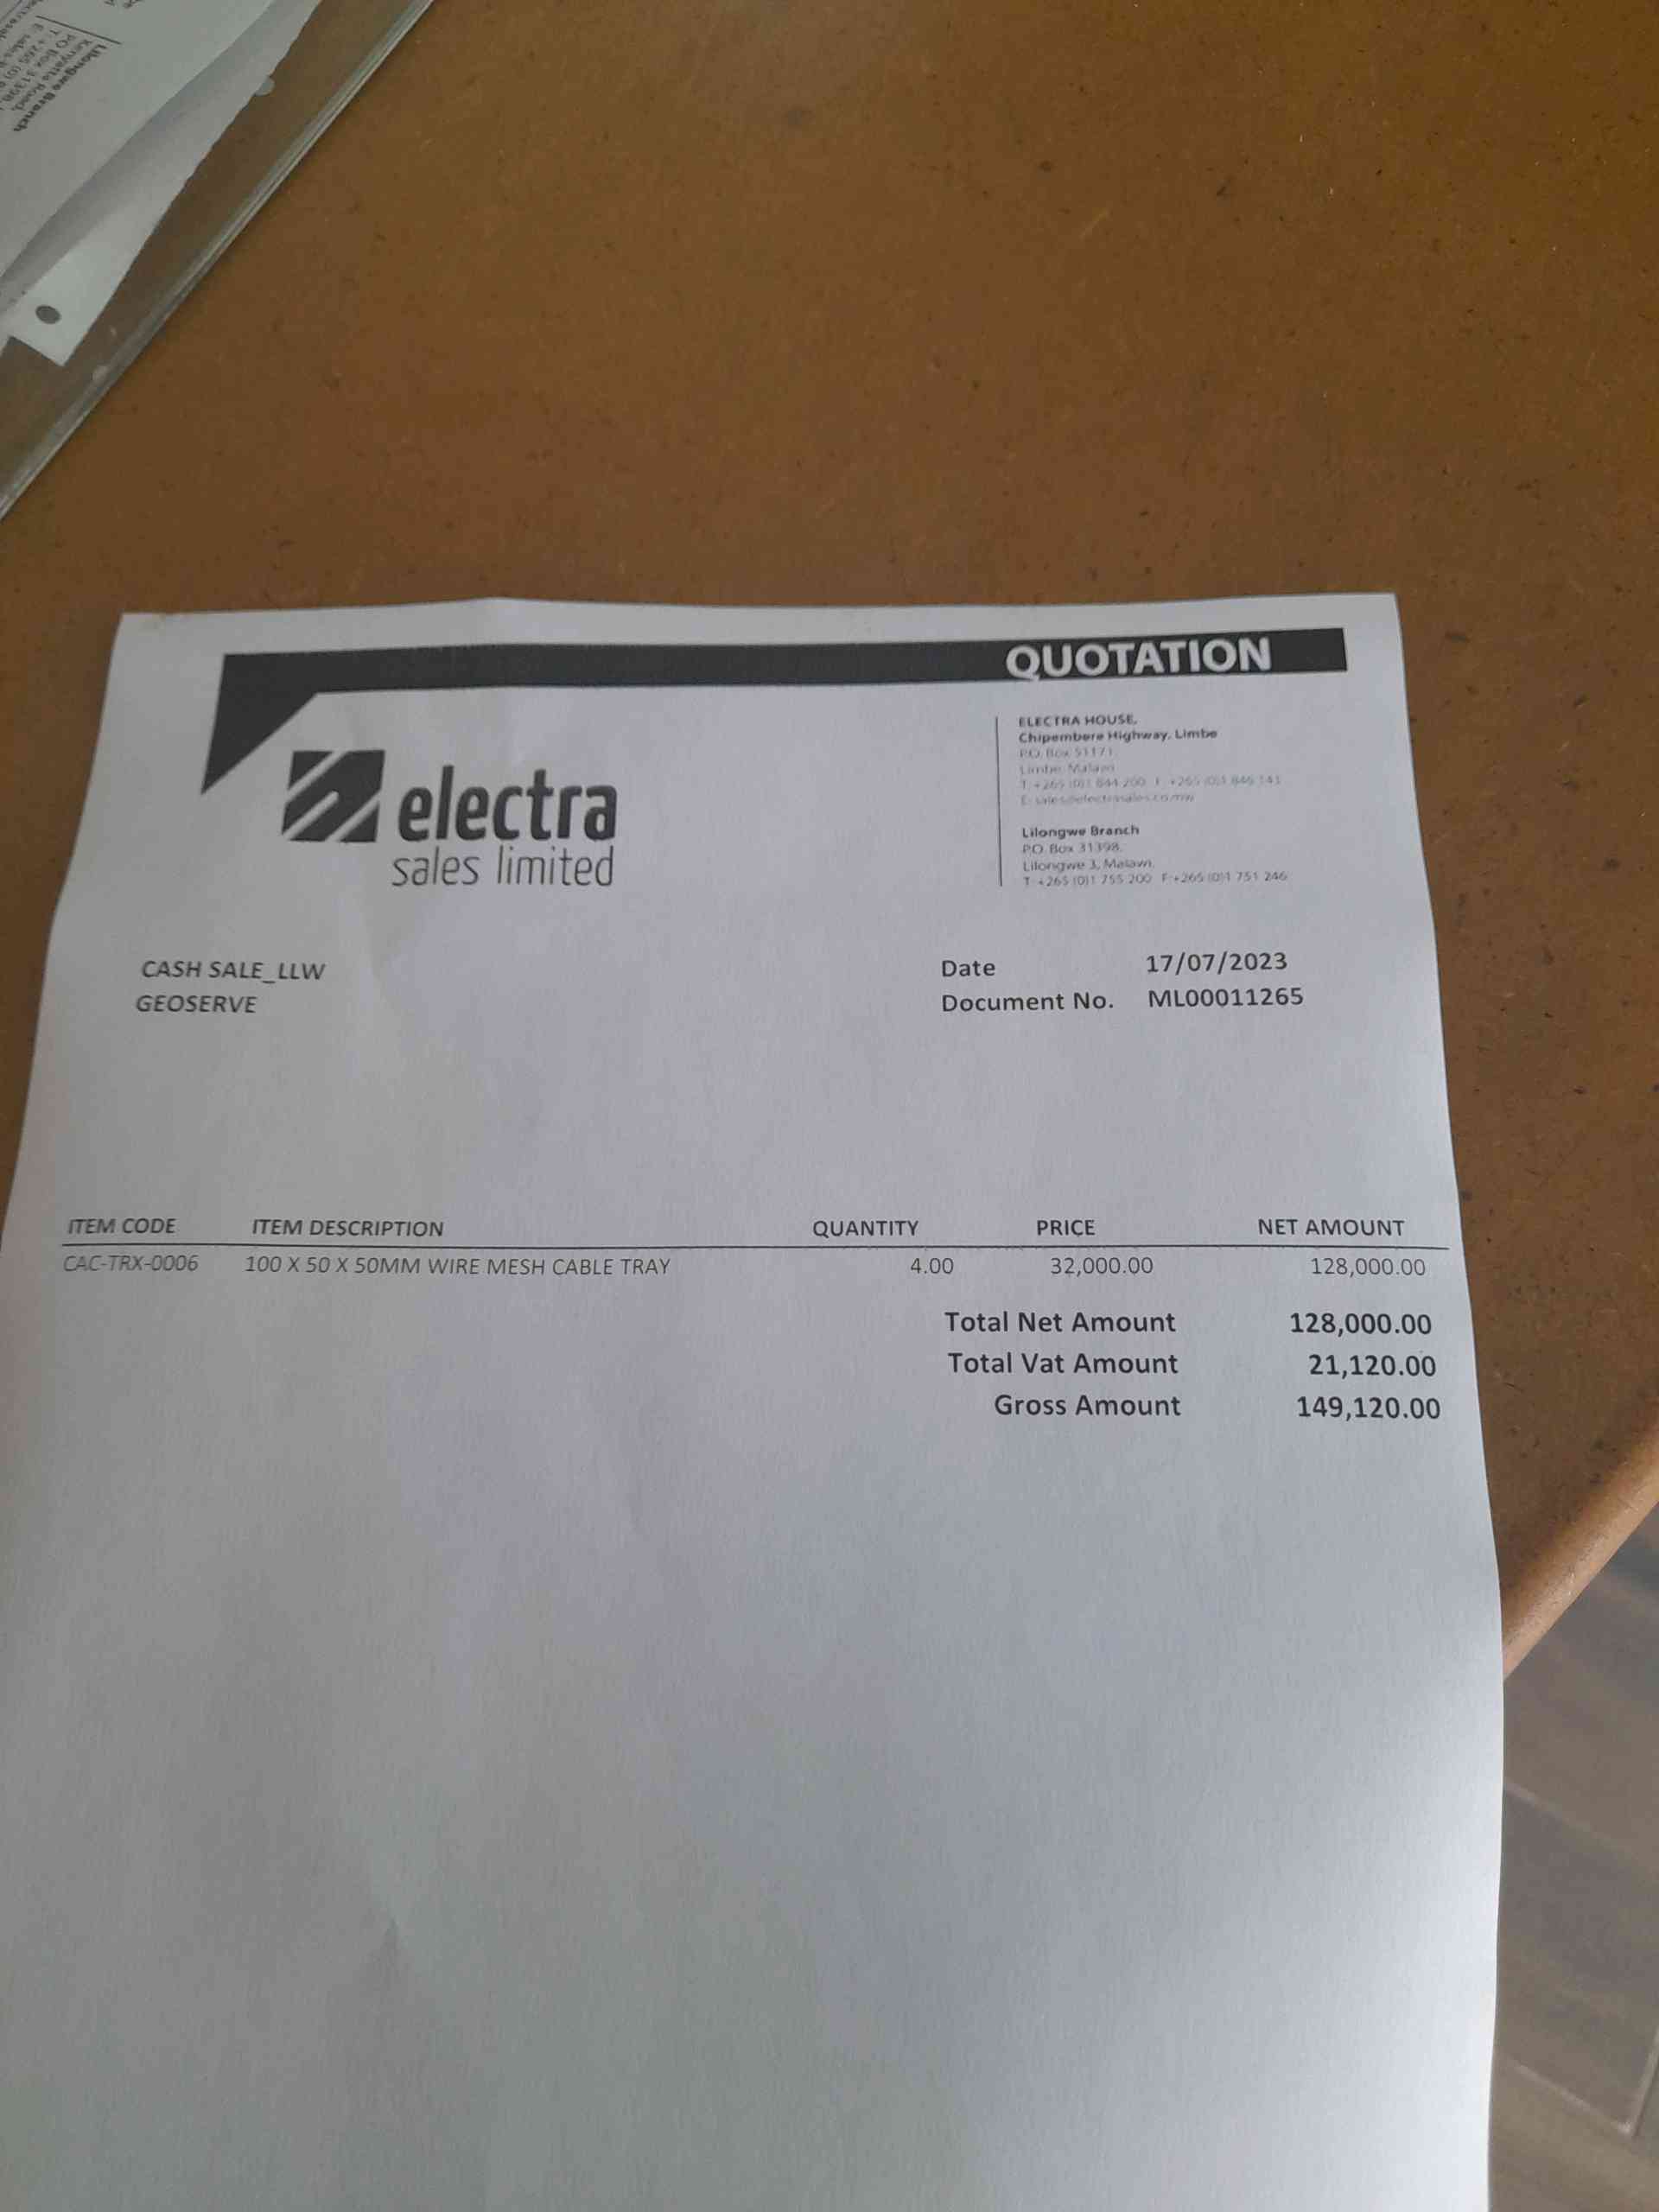 Lilongwe Branch
Kenyatta Road,
QUOTATION
ELECTRA HOUSE,
Chipembere Highway, Limbe
P.O. Box 51171
Limbe, Malawi
T: +265 (0)1 844 200 F: +265 (0)1 846 141
E: sales@electrasales.co.mw
Lilongwe Branch
P.O. Box 31398,
Lilongwe 3, Malawi,
T: +265 (0)1 755 200 F: +265 (0)1 751 246
electra
sales limited
CASH SALE_LLW
GEOSERVE
Date 17/07/2023
Document No. ML00011265
ITEM CODE ITEM DESCRIPTION QUANTITY PRICE NET AMOUNT
CAC-TRX-0006 100 X 50 X 50MM WIRE MESH CABLE TRAY 4.00 32,000.00 128,000.00
Total Net Amount 128,000.00
Total Vat Amount 21,120.00
Gross Amount 149,120.00